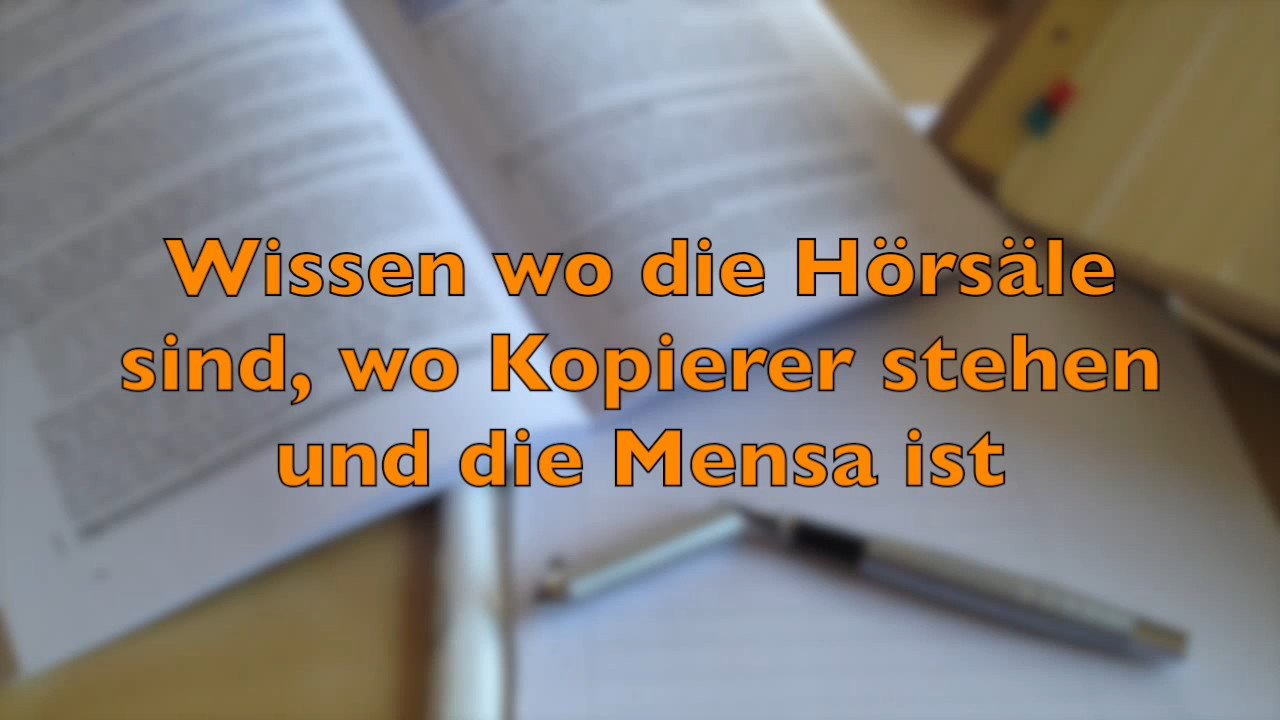 Wissen wo die Hörsäle
sind, wo Kopierer stehen
und die Mensa ist